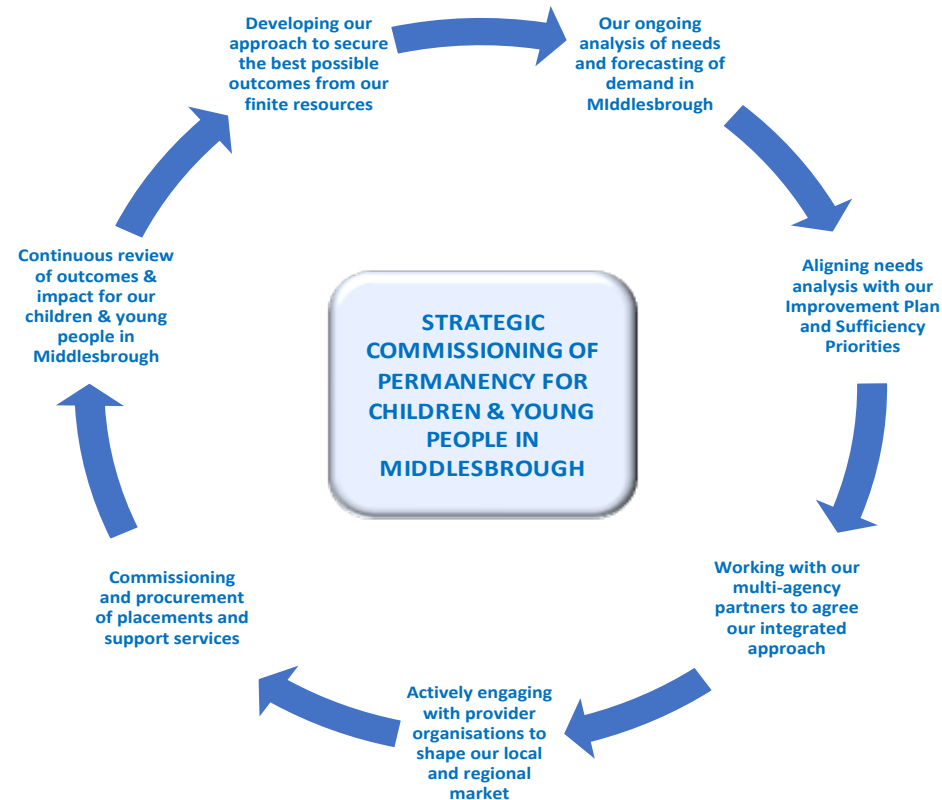 Developing our
approach to secure
the best possible
outcomes from our
finite resources
Our ongoing
analysis of needs
and forecasting of
demand in
MIddlesbrough
Aligning needs
analysis with our
Improvement Plan
and Sufficiency
Priorities
Working with our
multi-agency
partners to agree
our integrated
approach
Actively engaging
with provider
organisations to
shape our local
and regional
market
Commissioning
and procurement
of placements and
support services
Continuous review
of outcomes &
impact for our
children & young
people in
Middlesbrough
STRATEGIC
COMMISSIONING OF
PERMANENCY FOR
CHILDREN & YOUNG
PEOPLE IN
MIDDLESBROUGH